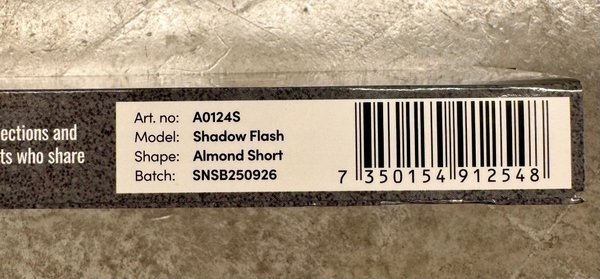 ections and
ts who share
Art. no: A0124S
Model: Shadow Flash
Shape: Almond Short
Batch: SNSB250926
7 350154 912548